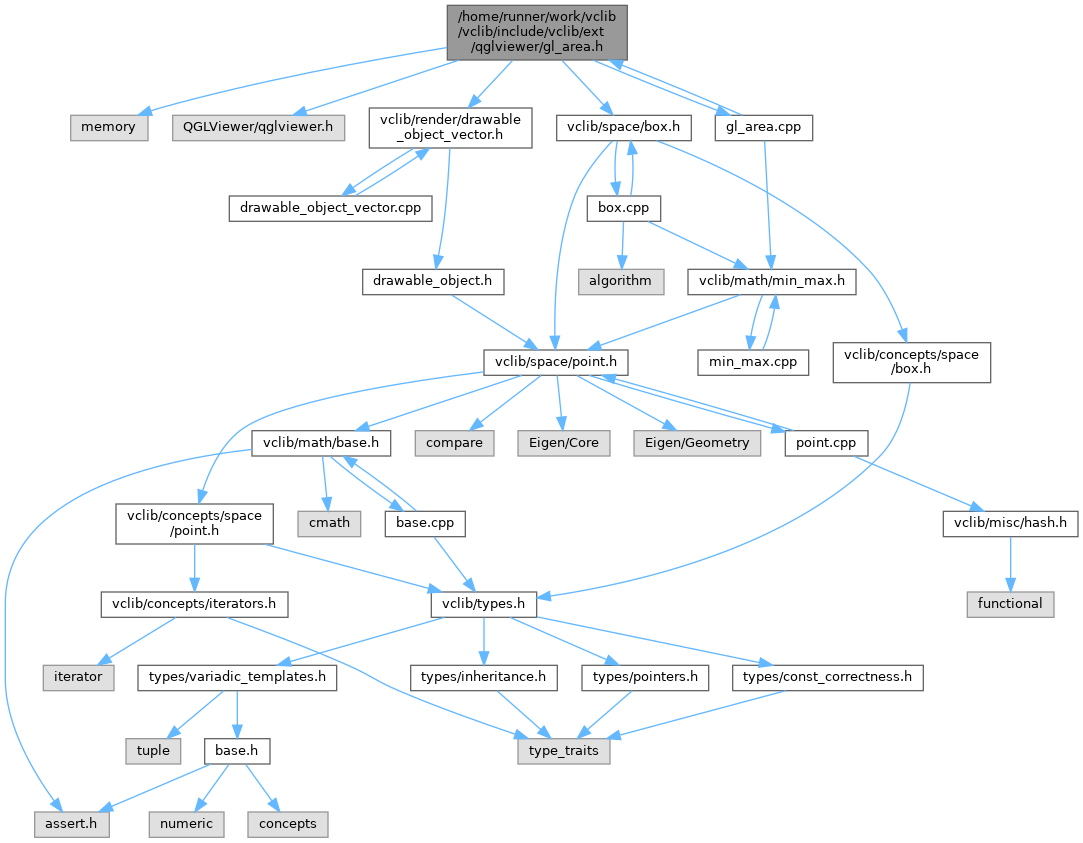 /home/runner/work/vclib
/vclib/include/vclib/ext
/qglviewer/gl_area.h
memory
QGLViewer/qglviewer.h
vclib/render/drawable
_object_vector.h
vclib/space/box.h
gl_area.cpp
drawable_object_vector.cpp
box.cpp
drawable_object.h
algorithm
vclib/math/min_max.h
vclib/space/point.h
min_max.cpp
vclib/concepts/space
/box.h
vclib/math/base.h
compare
Eigen/Core
Eigen/Geometry
point.cpp
vclib/concepts/space
/point.h
cmath
base.cpp
vclib/misc/hash.h
vclib/concepts/iterators.h
vclib/types.h
functional
iterator
types/variadic_templates.h
types/inheritance.h
types/pointers.h
types/const_correctness.h
tuple
base.h
type_traits
assert.h
numeric
concepts